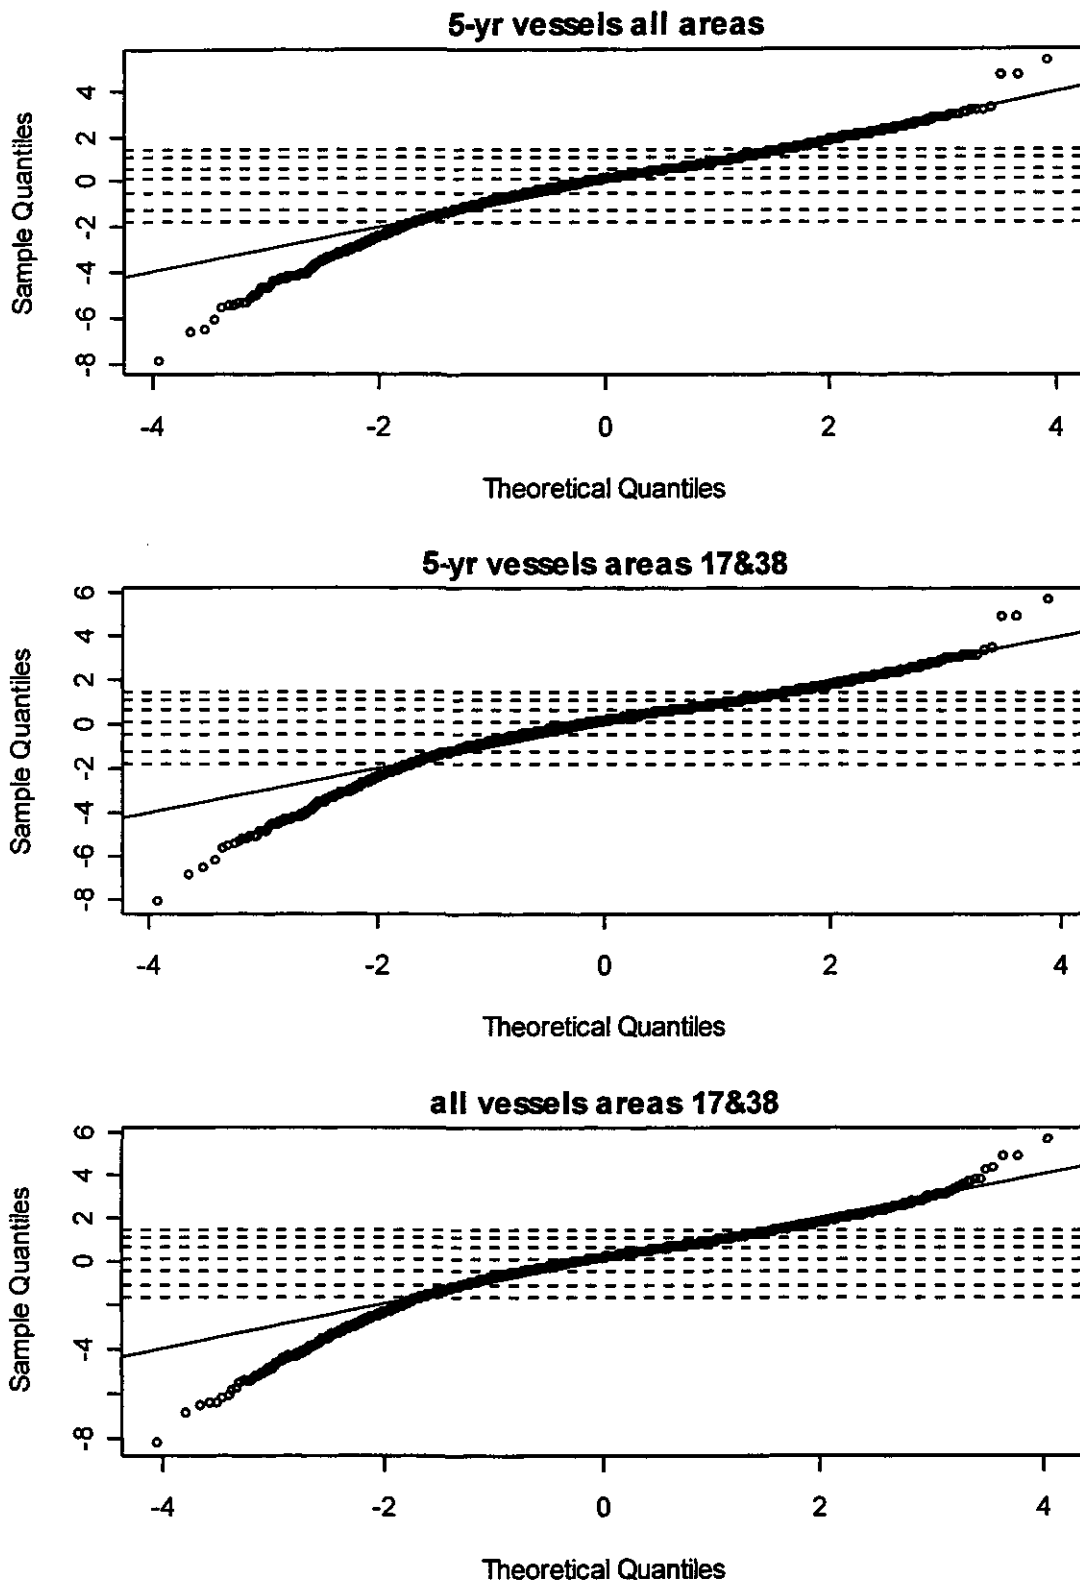 5-yr vessels all areas
Sample Quantiles
4
2
0
-2
-4
-6
-8
-4 -2 0 2 4
Theoretical Quantiles
5-yr vessels areas 17&38
Sample Quantiles
6
4
2
0
-2
-4
-6
-8
-4 -2 0 2 4
Theoretical Quantiles
all vessels areas 17&38
Sample Quantiles
6
4
2
0
-4
-8
-4 -2 0 2 4
Theoretical Quantiles